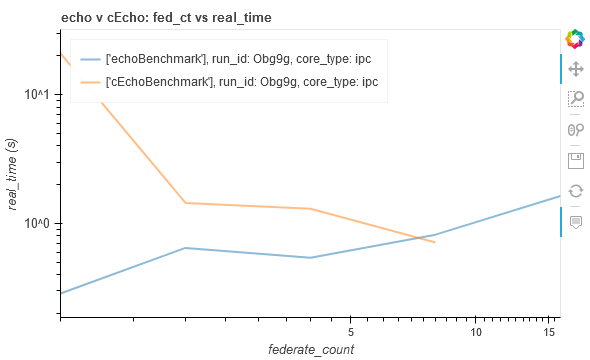 echo v cEcho: fed_ct vs real_time
['echoBenchmark'], run_id: Obg9g, core_type: ipc
['cEchoBenchmark'], run_id: Obg9g, core_type: ipc
10^1
10^0
real_time (s)
5
10
15
federate_count